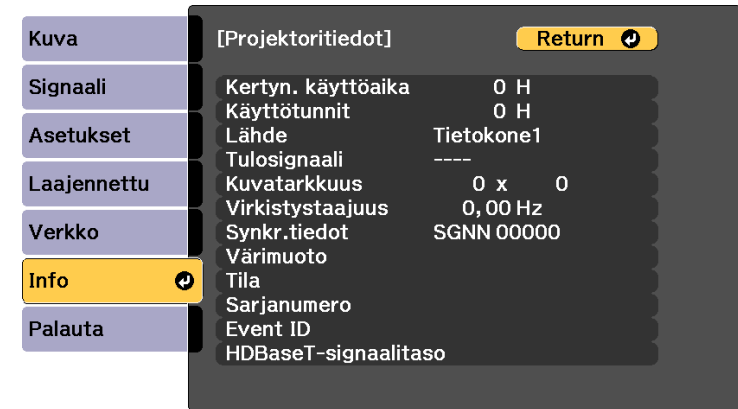 Kuva
Signaali
Asetukset
Laajennettu
Verkko
Info
Palauta
[Projektoritiedot]
Return
Kertyn. käyttöaika 0 H
Käyttötunnit 0 H
Lähde Tietokone1
Tulosignaali ----
Kuvatarkkuus 0 x 0
Virkistystaajuus 0,00 Hz
Synkr.tiedot SGNN 00000
Värimuoto
Tila
Sarjanumero
Event ID
HDBaseT-signaalitaso